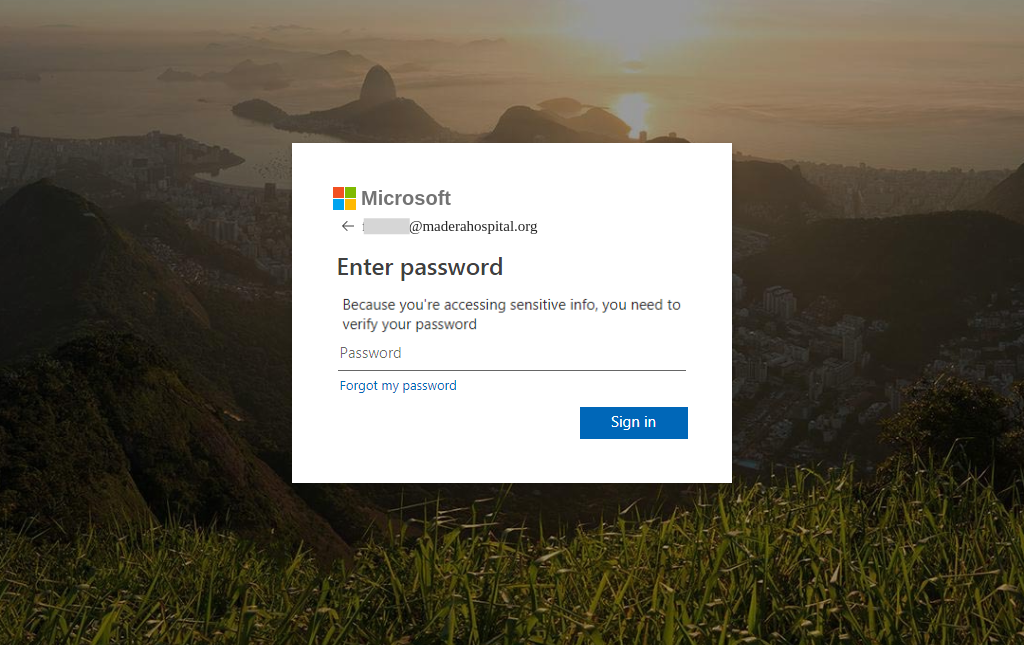 Microsoft
@maderahospital.org
Enter password
Because you're accessing sensitive info, you need to
verify your password
Password
Forgot my password
Sign in